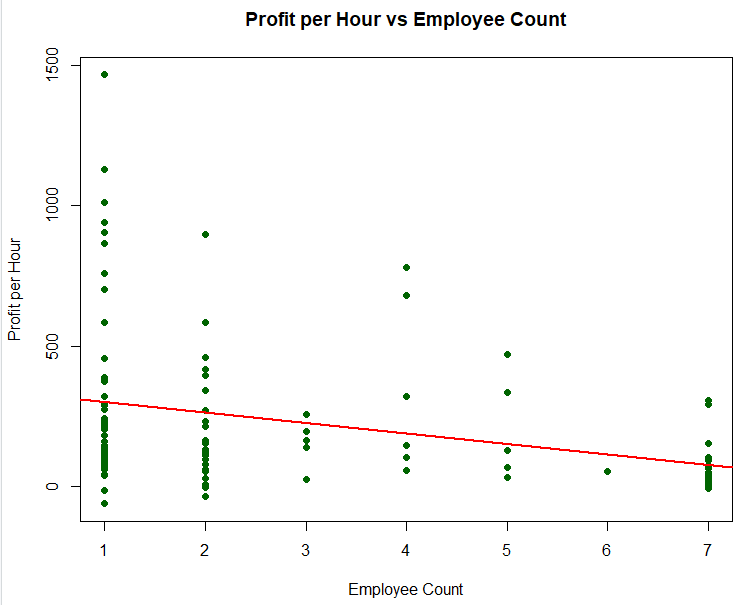 Profit per Hour vs Employee Count
1500
1000
500
0
Profit per Hour
1 2 3 4 5 6 7
Employee Count